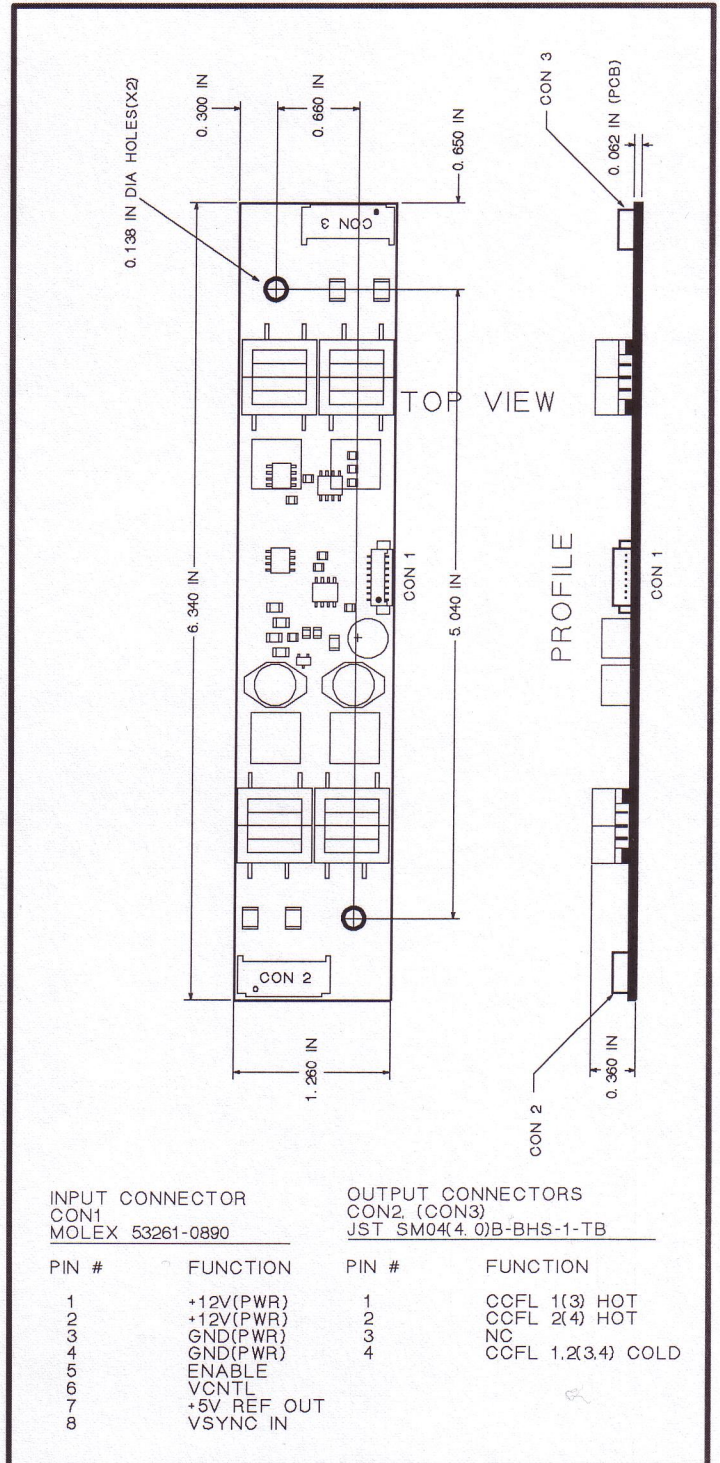 0.138 IN DIA HOLES(X2)
0.300 IN
0.660 IN
0.650 IN
CON 3
0.062 IN (PCB)
CON 3
TOP VIEW
6.340 IN
CON 1
5.040 IN
PROFILE
CON 1
CON 2
1.260 IN
CON 2
0.360 IN
INPUT CONNECTOR
CON1
MOLEX 53261-0890
PIN # FUNCTION
1 +12V(PWR)
2 +12V(PWR)
3 GND(PWR)
4 GND(PWR)
5 ENABLE
6 VCNTL
7 +5V REF OUT
8 VSYNC IN
OUTPUT CONNECTORS
CON2, (CON3)
JST SM04(4.0)B-BHS-1-TB
PIN # FUNCTION
1 CCFL 1(3) HOT
2 CCFL 2(4) HOT
3 NC
4 CCFL 1,2(3,4) COLD